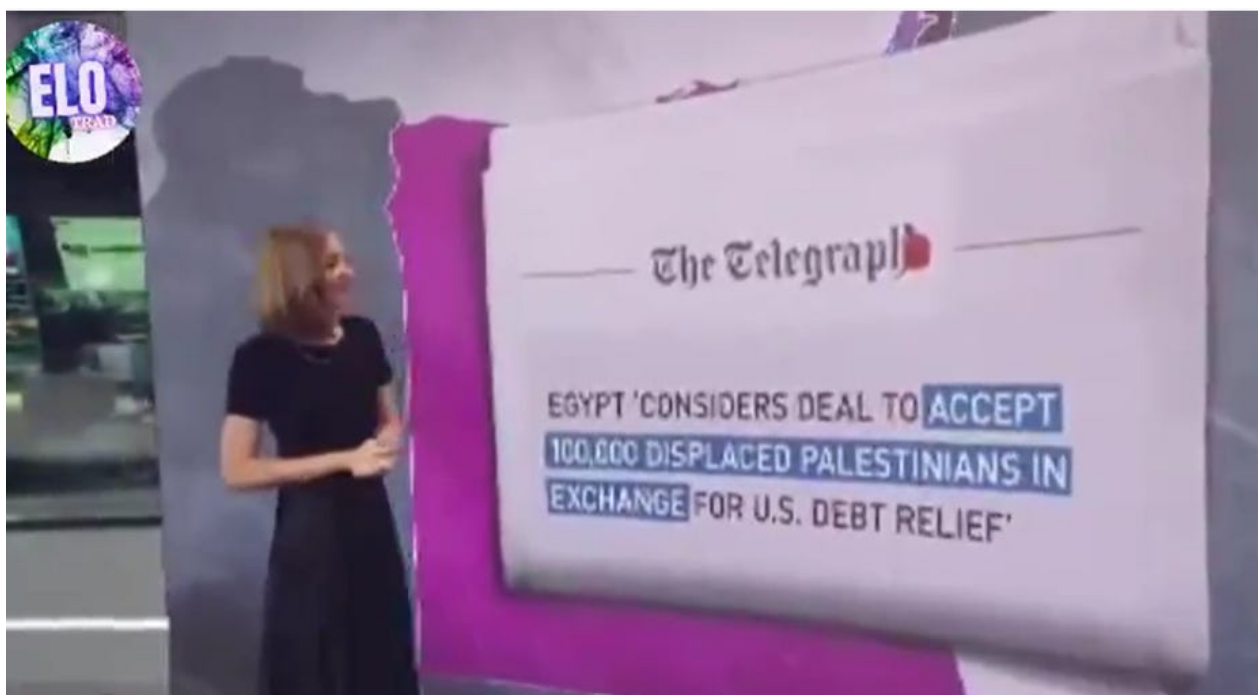 ELO
TRAD
The Telegraph
EGYPT 'CONSIDERS DEAL TO ACCEPT
100,000 DISPLACED PALESTINIANS IN
EXCHANGE FOR U.S. DEBT RELIEF'